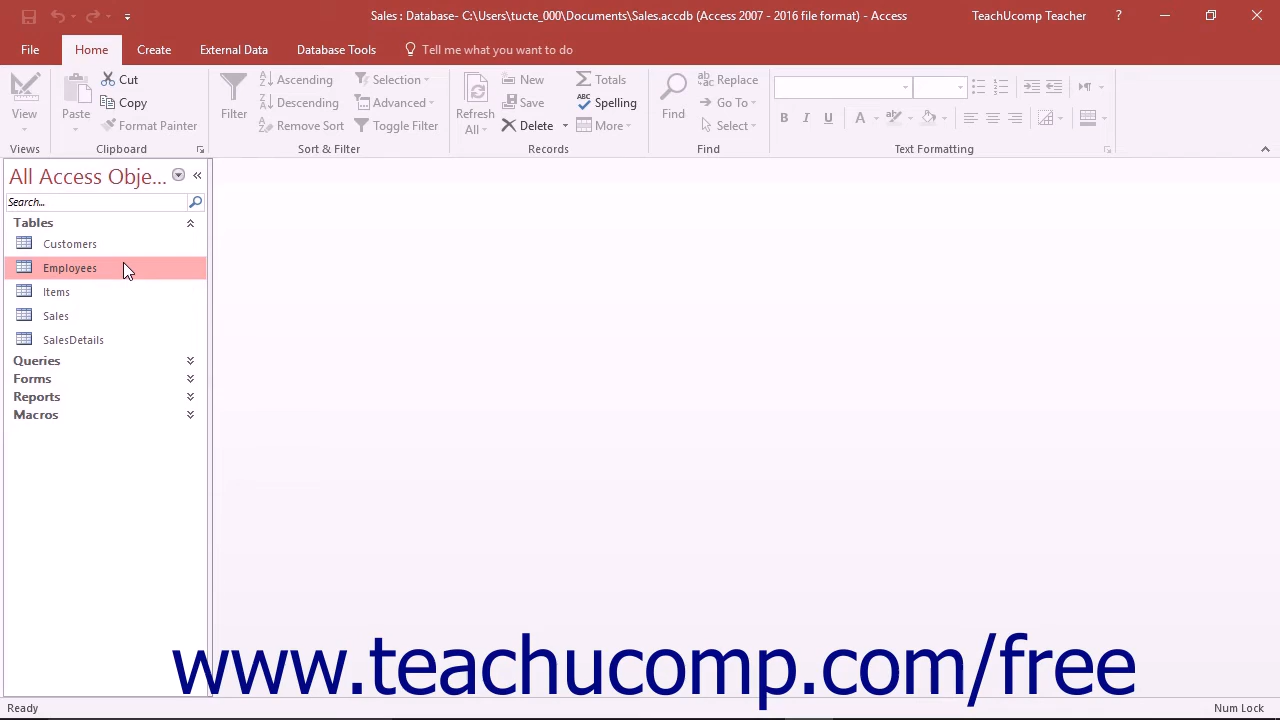 Sales : Database- C:\Users\tucte_000\Documents\Sales.accdb (Access 2007 - 2016 file format) - Access
TeachUcomp Teacher
?
File
Home
Create
External Data
Database Tools
Tell me what you want to do
View
Views
Paste
Cut
Copy
Format Painter
Clipboard
Filter
Ascending
Descending
Remove Sort
Selection
Advanced
Toggle Filter
Sort & Filter
Refresh
All
New
Save
Delete
Totals
Spelling
More
Records
Find
Replace
Go To
Select
Find
B I U A
Text Formatting
All Access Obje...
Search...
Tables
Customers
Employees
Items
Sales
SalesDetails
Queries
Forms
Reports
Macros
www.teachucomp.com/free
Ready
Num Lock